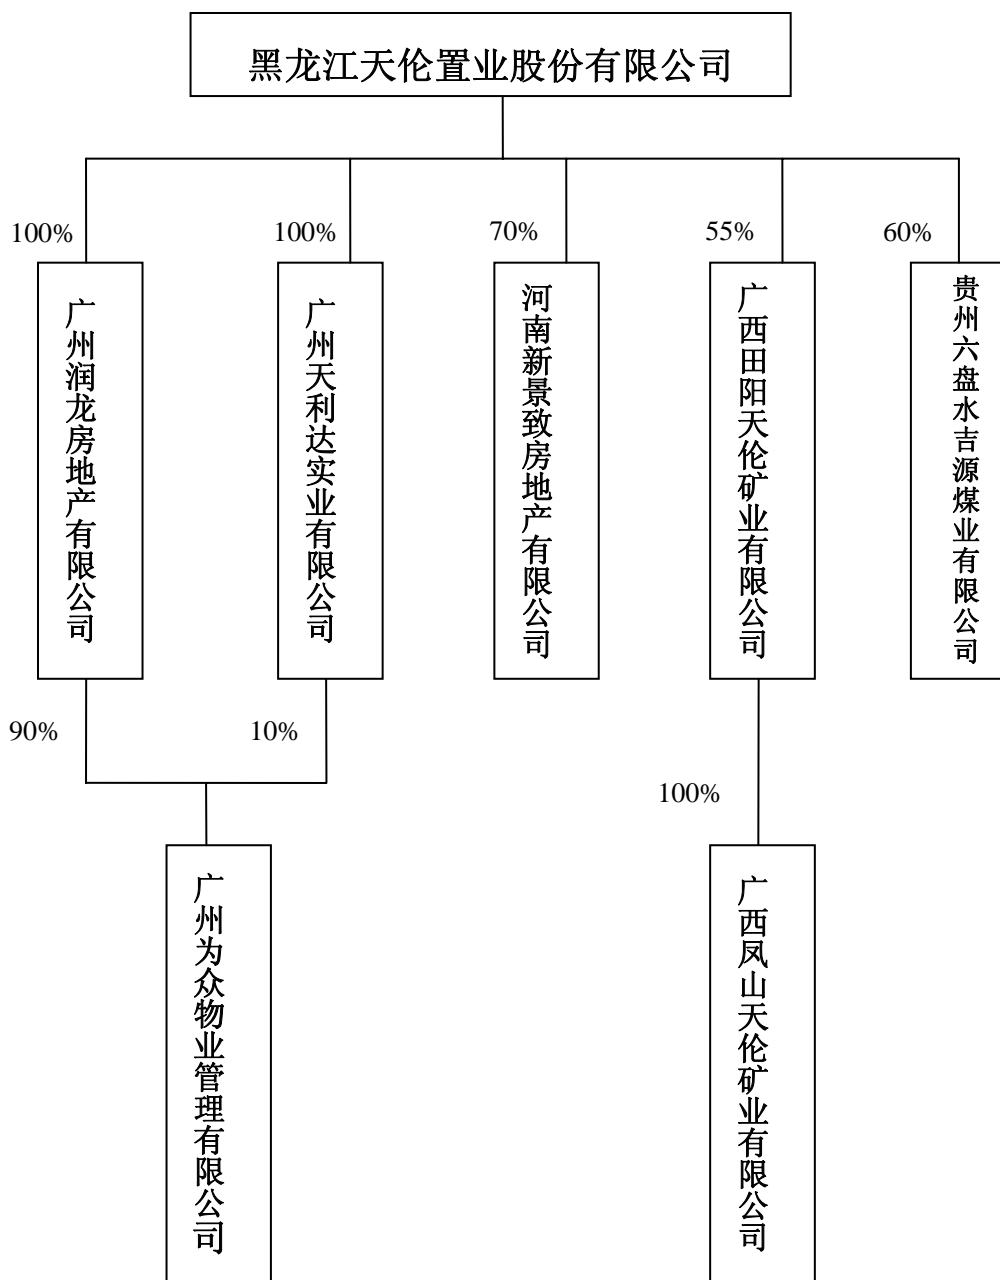 黑龙江天伦置业股份有限公司
100%
100%
70%
55%
60%
广州润龙房地产有限公司
广州天利达实业有限公司
河南新景致房地产有限公司
广西田阳天伦矿业有限公司
贵州六盘水吉源煤业有限公司
90%
10%
100%
广州为众物业管理有限公司
广西凤山天伦矿业有限公司